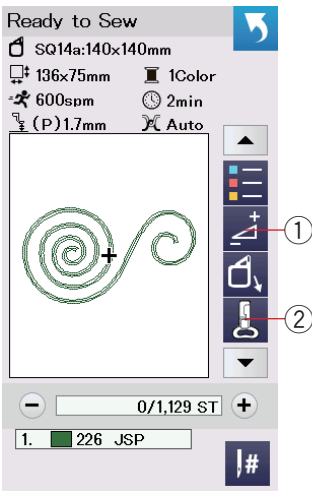 Ready to Sew
SQ14a:140×140mm
136x75mm 1Color
600spm 2min
(P)1.7mm Auto
+
−
1
2
− 0/1,129 ST +
1. 226 JSP
#